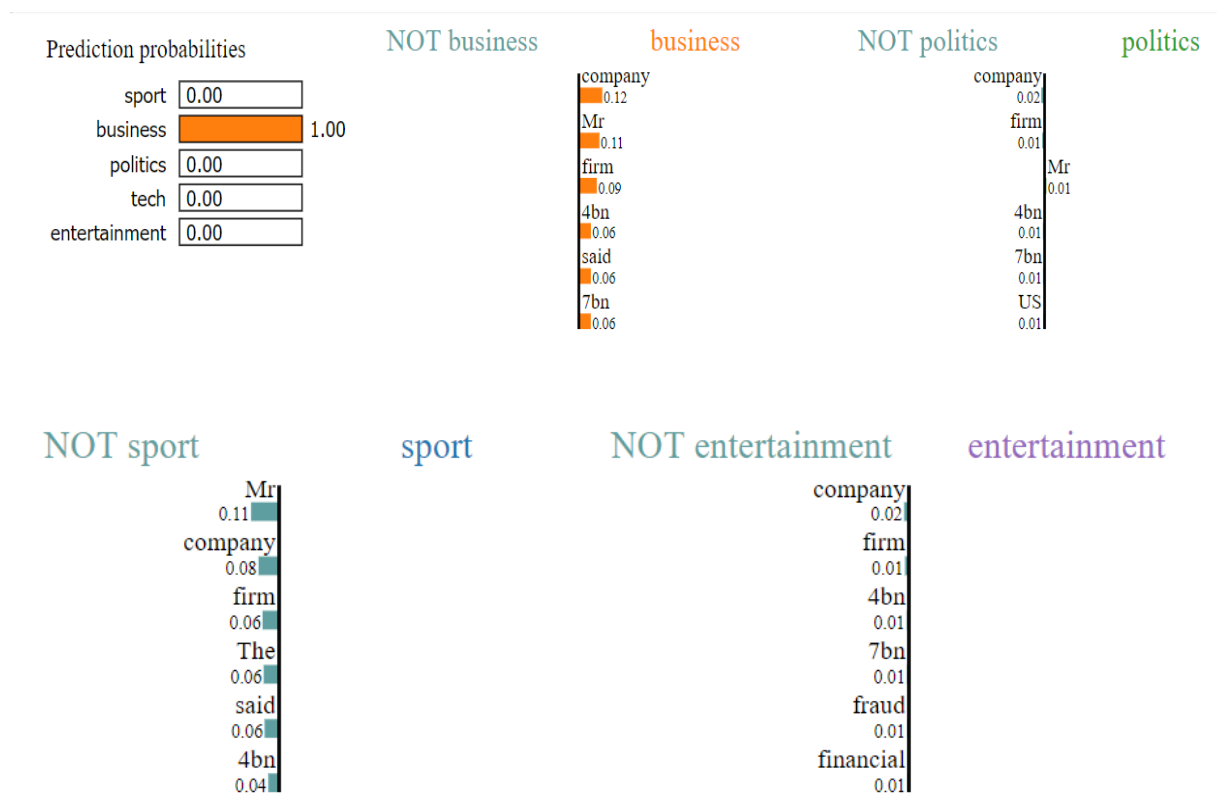 Prediction probabilities
sport 0.00
business 1.00
politics 0.00
tech 0.00
entertainment 0.00
NOT business business
company
0.12
Mr
0.11
firm
0.09
4bn
0.06
said
0.06
7bn
0.06
NOT politics politics
company
0.02
firm
0.01
Mr
0.01
4bn
0.01
7bn
0.01
US
0.01
NOT sport sport
Mr
0.11
company
0.08
firm
0.06
The
0.06
said
0.06
4bn
0.04
NOT entertainment entertainment
company
0.02
firm
0.01
4bn
0.01
7bn
0.01
fraud
0.01
financial
0.01